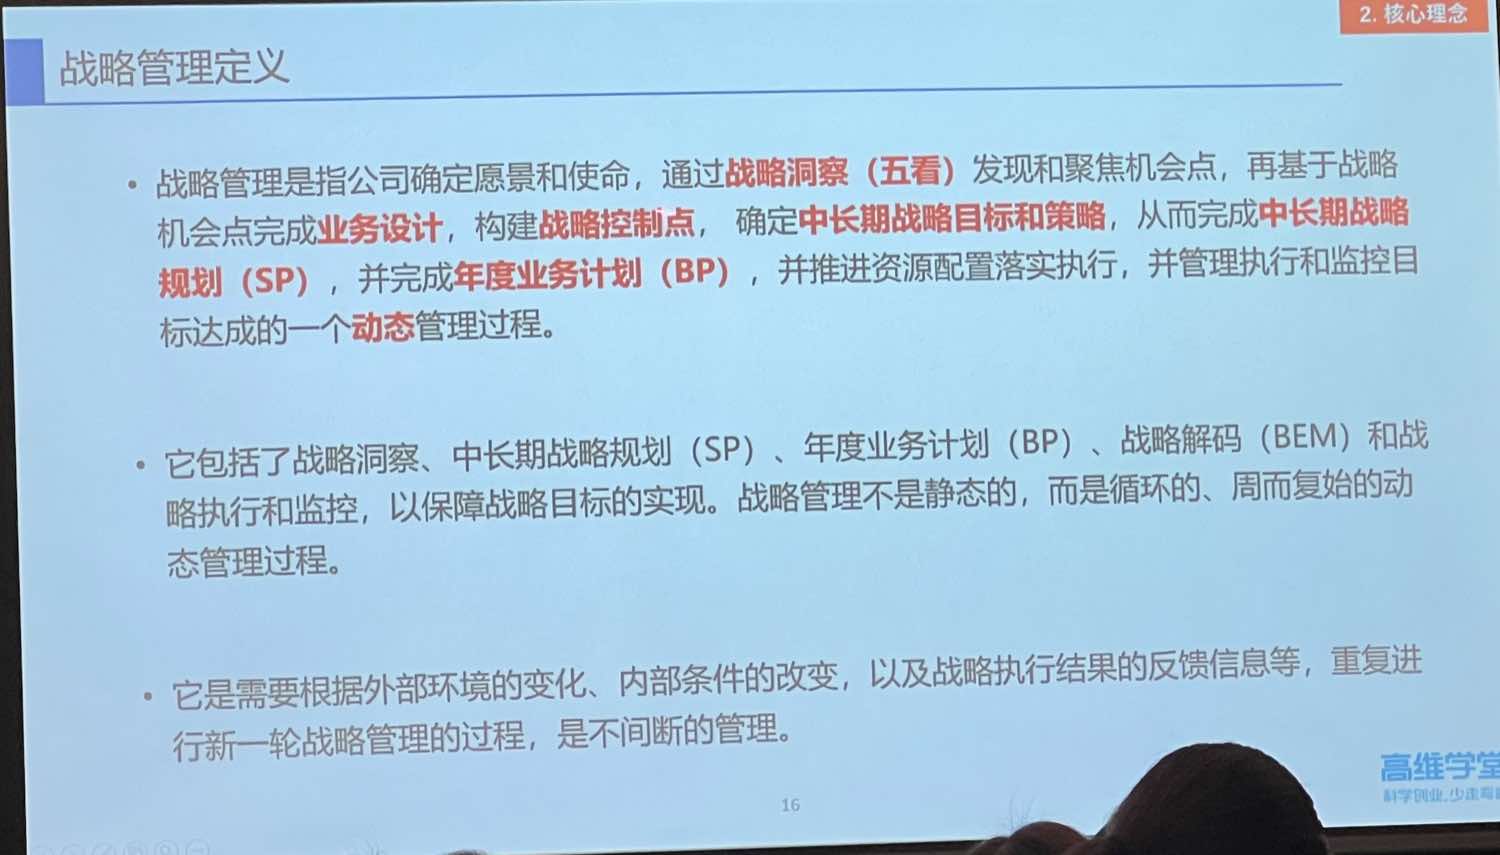 2. 核心理念
战略管理定义
• 战略管理是指公司确定愿景和使命，通过战略洞察（五看）发现和聚焦机会点，再基于战略
机会点完成业务设计，构建战略控制点， 确定中长期战略目标和策略，从而完成中长期战略
规划（SP），并完成年度业务计划（BP），并推进资源配置落实执行，并管理执行和监控目
标达成的一个动态管理过程。
• 它包括了战略洞察、中长期战略规划（SP）、年度业务计划（BP）、战略解码（BEM）和战
略执行和监控，以保障战略目标的实现。战略管理不是静态的，而是循环的、周而复始的动
态管理过程。
• 它是需要根据外部环境的变化、内部条件的改变，以及战略执行结果的反馈信息等，重复进
行新一轮战略管理的过程，是不间断的管理。
高维学堂
科学创业.少走弯
16